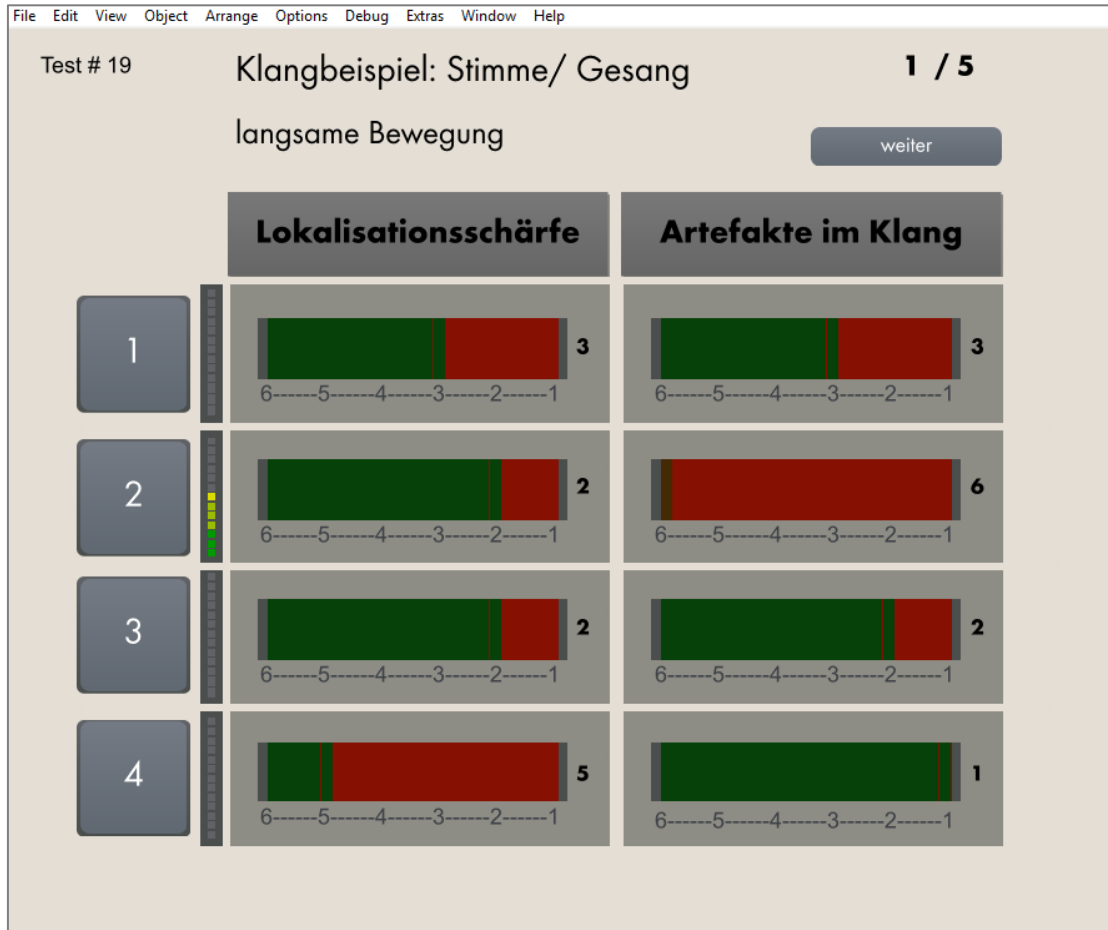 File Edit View Object Arrange Options Debug Extras Window Help
Test # 19
Klangbeispiel: Stimme/ Gesang
1 / 5
langsame Bewegung
weiter
Lokalisationsschärfe
Artefakte im Klang
1
3
6------5------4------3------2------1
3
6------5------4------3------2------1
2
2
6------5------4------3------2------1
6
6------5------4------3------2------1
3
2
6------5------4------3------2------1
2
6------5------4------3------2------1
4
5
6------5------4------3------2------1
1
6------5------4------3------2------1